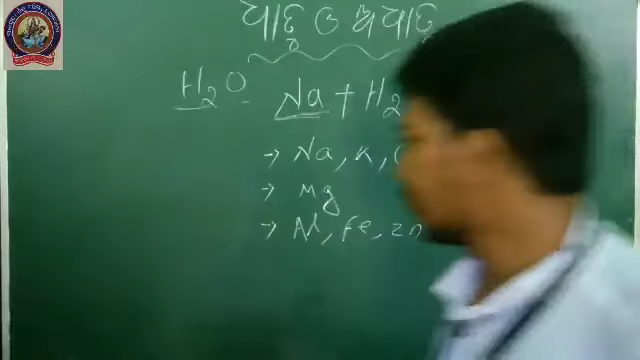 ଧାତୁ ଓ ଅଧାତୁ
H₂O Na + H₂
→ Na, K,
→ Mg
→ Al, Fe, Zn